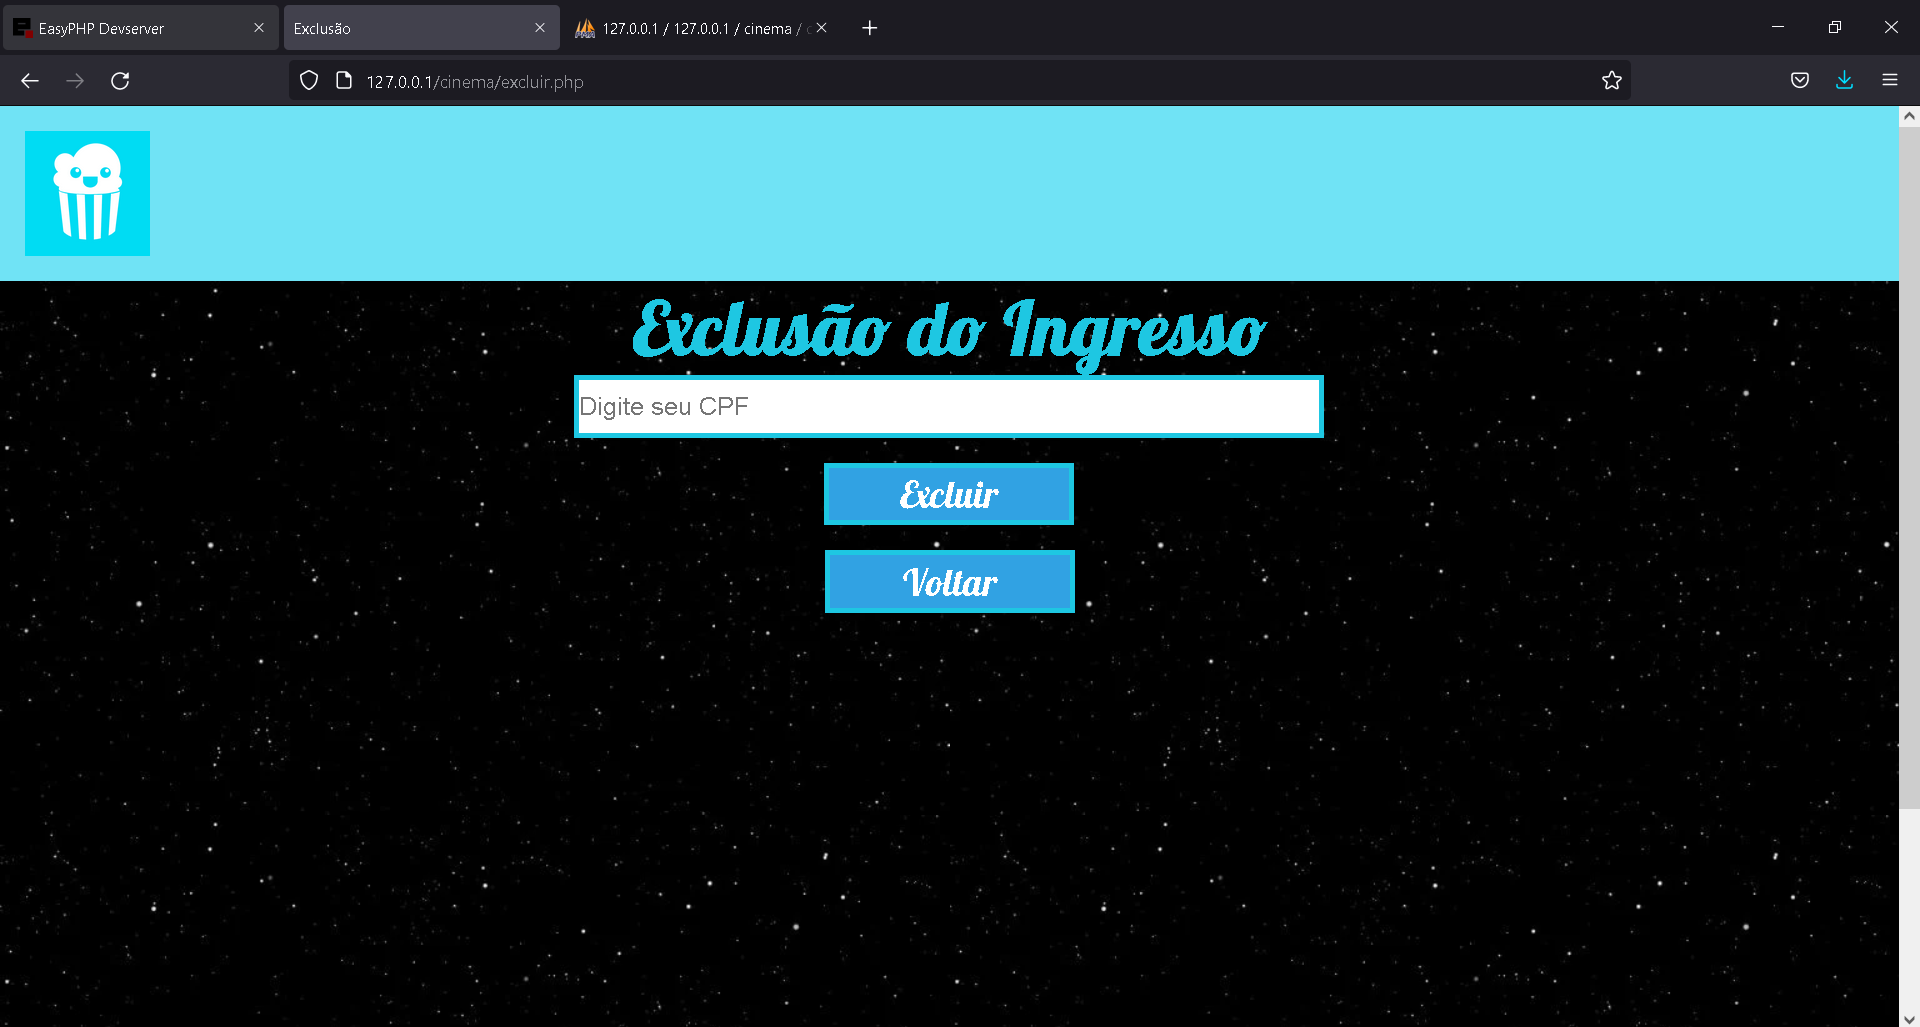 EasyPHP Devserver
Exclusão
127.0.0.1 / 127.0.0.1 / cinema /
127.0.0.1/cinema/excluir.php
Exclusão do Ingresso
Digite seu CPF
Excluir
Voltar